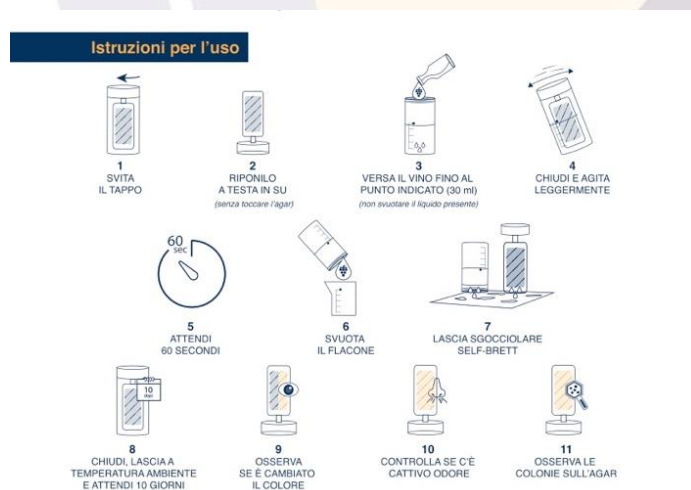 Istruzioni per l'uso
1
SVITA
IL TAPPO
2
RIPONILO
A TESTA IN SU
(senza toccare l'agar)
3
VERSA IL VINO FINO AL
PUNTO INDICATO (30 ml)
(non svuotare il liquido presente)
4
CHIUDI E AGITA
LEGGERMENTE
60
sec
5
ATTENDI
60 SECONDI
6
SVUOTA
IL FLACONE
7
LASCIA SGOCCIOLARE
SELF-BRETT
10
days
8
CHIUDI, LASCIA A
TEMPERATURA AMBIENTE
E ATTENDI 10 GIORNI
9
OSSERVA
SE È CAMBIATO
IL COLORE
10
CONTROLLA SE C'È
CATTIVO ODORE
11
OSSERVA LE
COLONIE SULL'AGAR